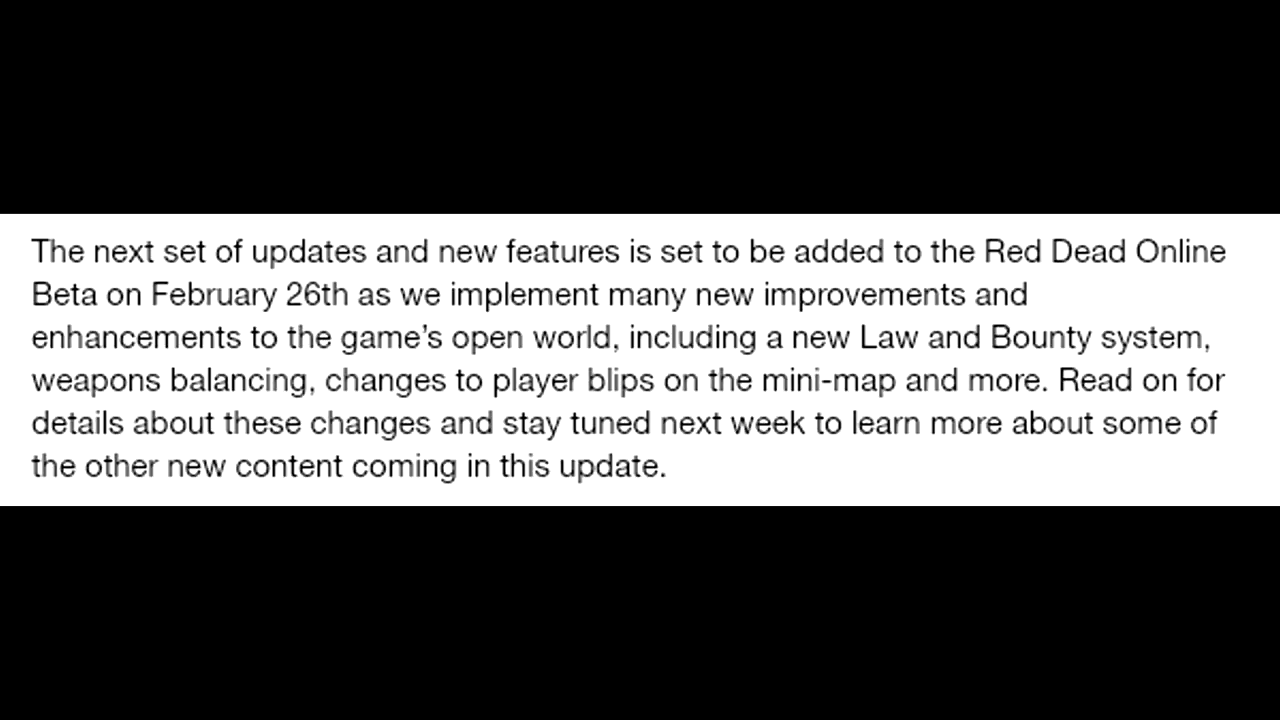 The next set of updates and new features is set to be added to the Red Dead Online
Beta on February 26th as we implement many new improvements and
enhancements to the game’s open world, including a new Law and Bounty system,
weapons balancing, changes to player blips on the mini-map and more. Read on for
details about these changes and stay tuned next week to learn more about some of
the other new content coming in this update.